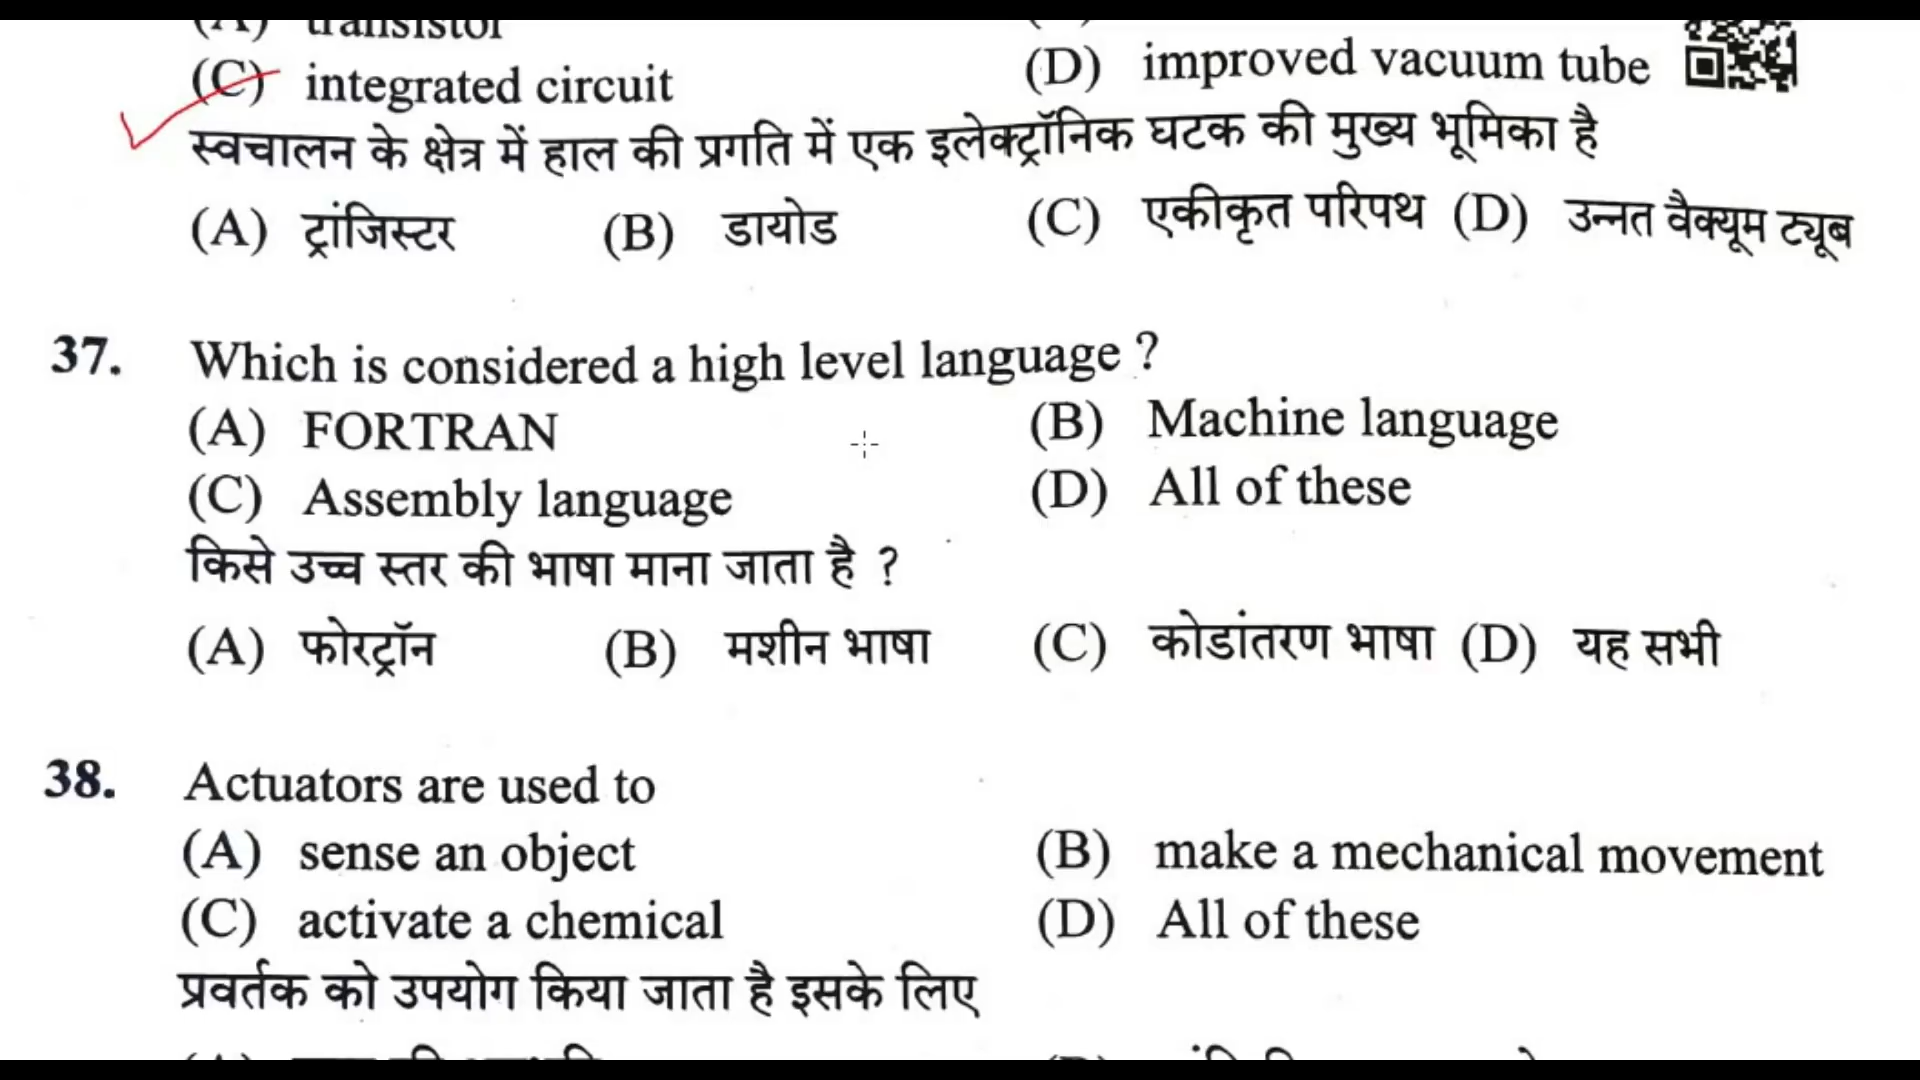 (A) transistor
(C) integrated circuit (D) improved vacuum tube
स्वचालन के क्षेत्र में हाल की प्रगति में एक इलेक्ट्रॉनिक घटक की मुख्य भूमिका है
(A) ट्रांजिस्टर (B) डायोड (C) एकीकृत परिपथ (D) उन्नत वैक्यूम ट्यूब
37. Which is considered a high level language ?
(A) FORTRAN (B) Machine language
(C) Assembly language (D) All of these
किसे उच्च स्तर की भाषा माना जाता है ?
(A) फोरट्रॉन (B) मशीन भाषा (C) कोडांतरण भाषा (D) यह सभी
38. Actuators are used to
(A) sense an object (B) make a mechanical movement
(C) activate a chemical (D) All of these
प्रवर्तक को उपयोग किया जाता है इसके लिए